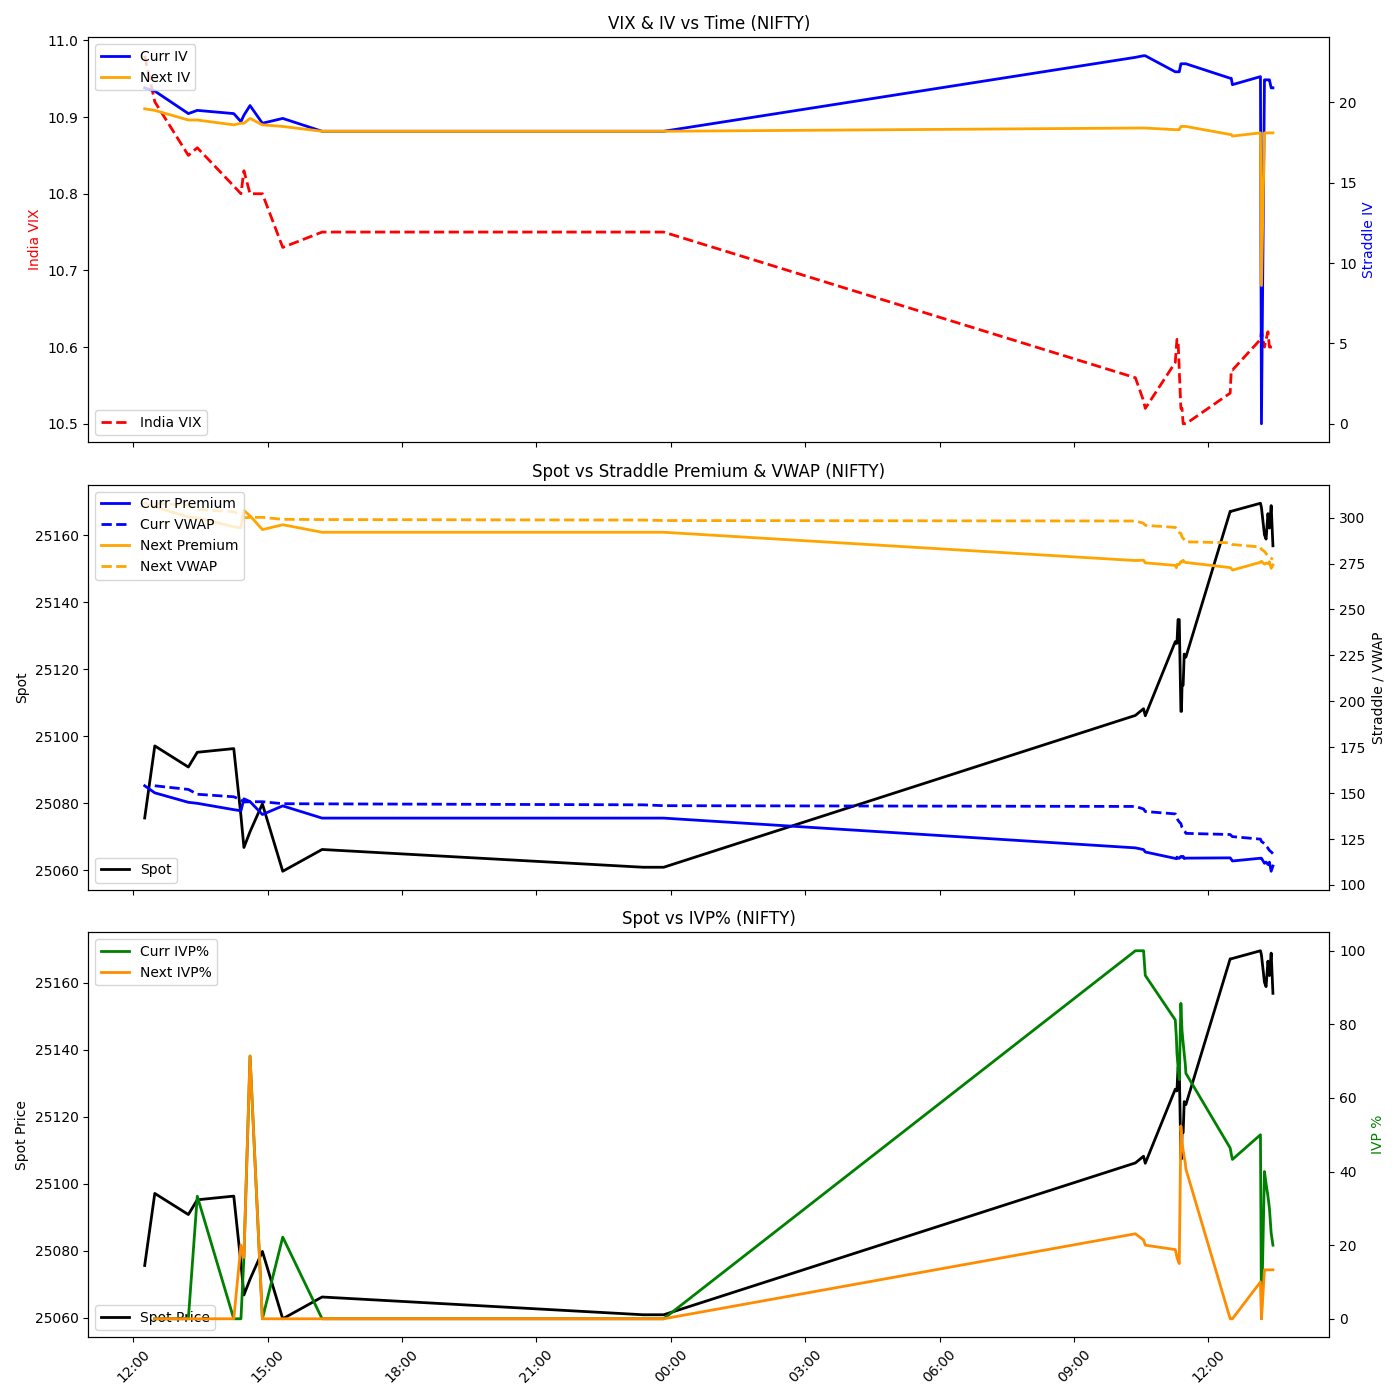 VIX & IV vs Time (NIFTY)
Curr IV
Next IV
India VIX
India VIX
Straddle IV
11.0
10.9
10.8
10.7
10.6
10.5
20
15
10
5
0
Spot vs Straddle Premium & VWAP (NIFTY)
Curr Premium
Curr VWAP
Next Premium
Next VWAP
Spot
Spot
Straddle / VWAP
25160
25140
25120
25100
25080
25060
300
275
250
225
200
175
150
125
100
Spot vs IVP% (NIFTY)
Curr IVP%
Next IVP%
Spot Price
Spot Price
IVP %
25160
25140
25120
25100
25080
25060
100
80
60
40
20
0
12:00
15:00
18:00
21:00
00:00
03:00
06:00
09:00
12:00